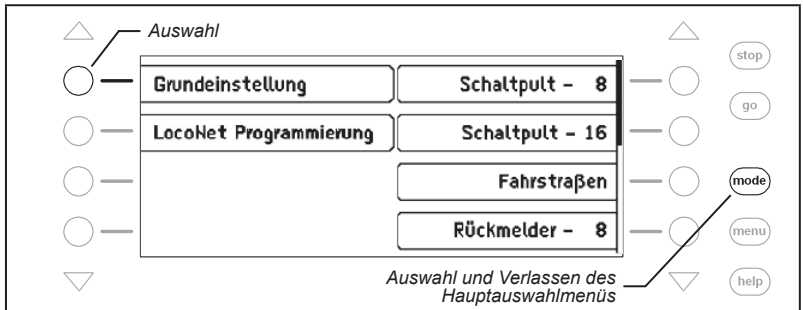 Auswahl
stop
Grundeinstellung
Schaltpult – 8
go
LocoNet Programmierung
Schaltpult – 16
Fahrstraßen
mode
Rückmelder – 8
menu
Auswahl und Verlassen des
Hauptauswahlmenüs
help